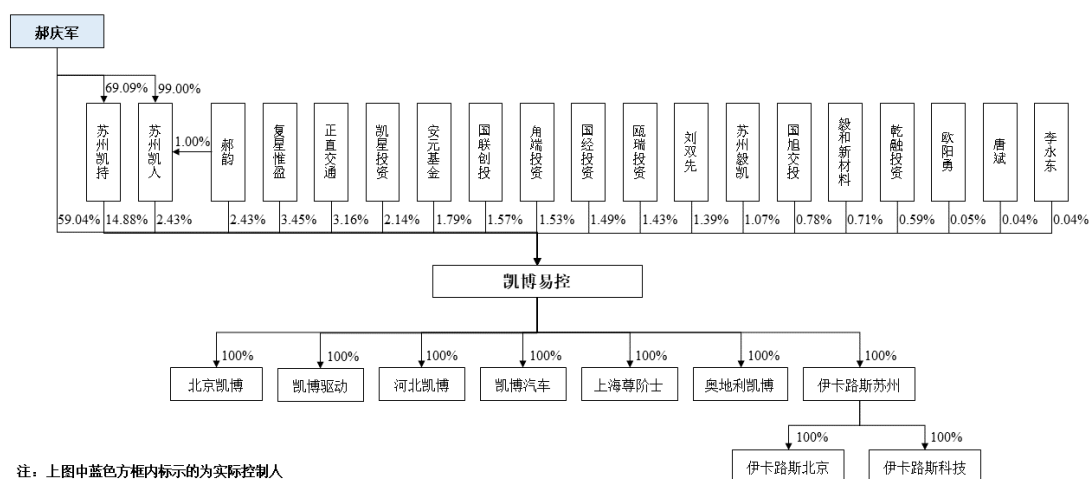 郝庆军
69.09%
99.00%
苏州凯持
苏州凯人
1.00%
郝韵
复星惟盈
正直交通
凯星投资
安元基金
国联创投
角端投资
国经投资
瓯瑞投资
刘双先
苏州毅凯
国旭交投
毅和新材料
乾融投资
欧阳勇
唐斌
李永东
59.04%
14.88%
2.43%
2.43%
3.45%
3.16%
2.14%
1.79%
1.57%
1.53%
1.49%
1.43%
1.39%
1.07%
0.78%
0.71%
0.59%
0.05%
0.04%
0.04%
凯博易控
100%
100%
100%
100%
100%
100%
100%
北京凯博
凯博驱动
河北凯博
凯博汽车
上海尊阶士
奥地利凯博
伊卡路斯苏州
100%
100%
伊卡路斯北京
伊卡路斯科技
注：上图中蓝色方框内标示的为实际控制人